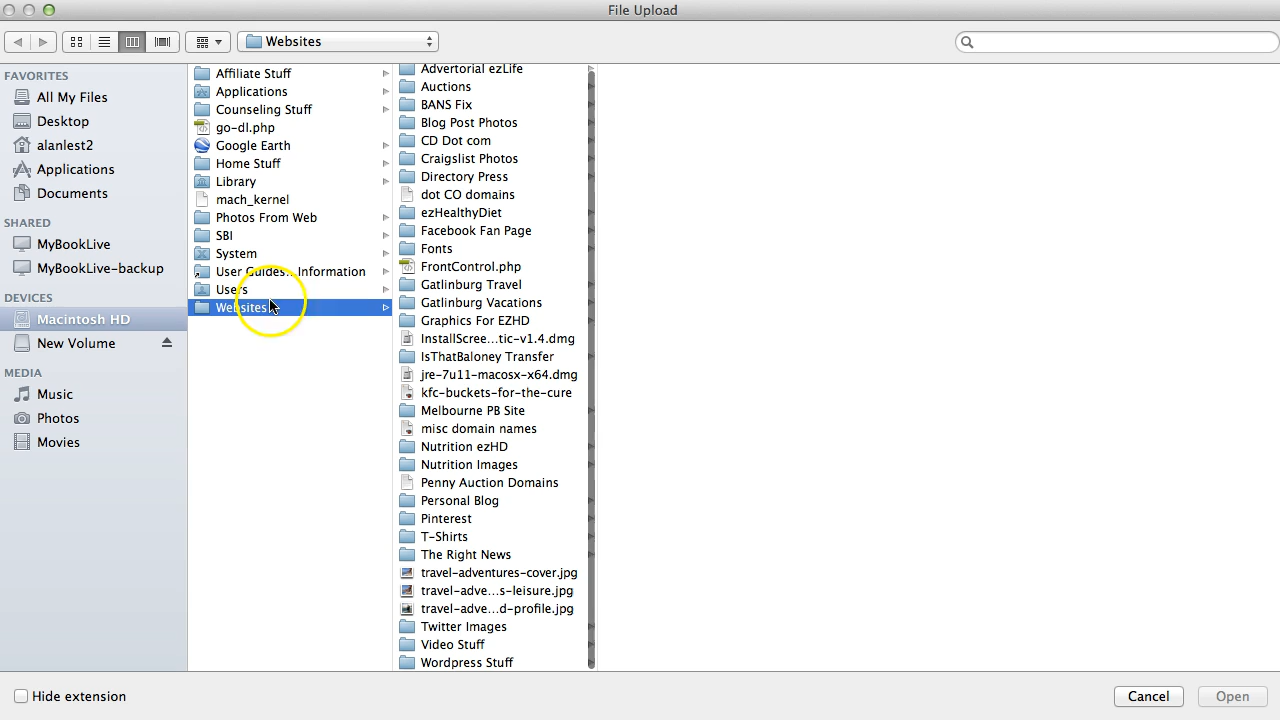 File Upload
Websites
FAVORITES
All My Files
Desktop
alanlest2
Applications
Documents
SHARED
MyBookLive
MyBookLive-backup
DEVICES
Macintosh HD
New Volume
MEDIA
Music
Photos
Movies
Affiliate Stuff
Applications
Counseling Stuff
go-dl.php
Google Earth
Home Stuff
Library
mach_kernel
Photos From Web
SBI
System
User Guides...Information
Users
Websites
Advertorial ezLife
Auctions
BANS Fix
Blog Post Photos
CD Dot com
Craigslist Photos
Directory Press
dot CO domains
ezHealthyDiet
Facebook Fan Page
Fonts
FrontControl.php
Gatlinburg Travel
Gatlinburg Vacations
Graphics For EZHD
InstallScree...tic-v1.4.dmg
IsThatBaloney Transfer
jre-7u11-macosx-x64.dmg
kfc-buckets-for-the-cure
Melbourne PB Site
misc domain names
Nutrition ezHD
Nutrition Images
Penny Auction Domains
Personal Blog
Pinterest
T-Shirts
The Right News
travel-adventures-cover.jpg
travel-adve...s-leisure.jpg
travel-adve...d-profile.jpg
Twitter Images
Video Stuff
Wordpress Stuff
Hide extension
Cancel
Open